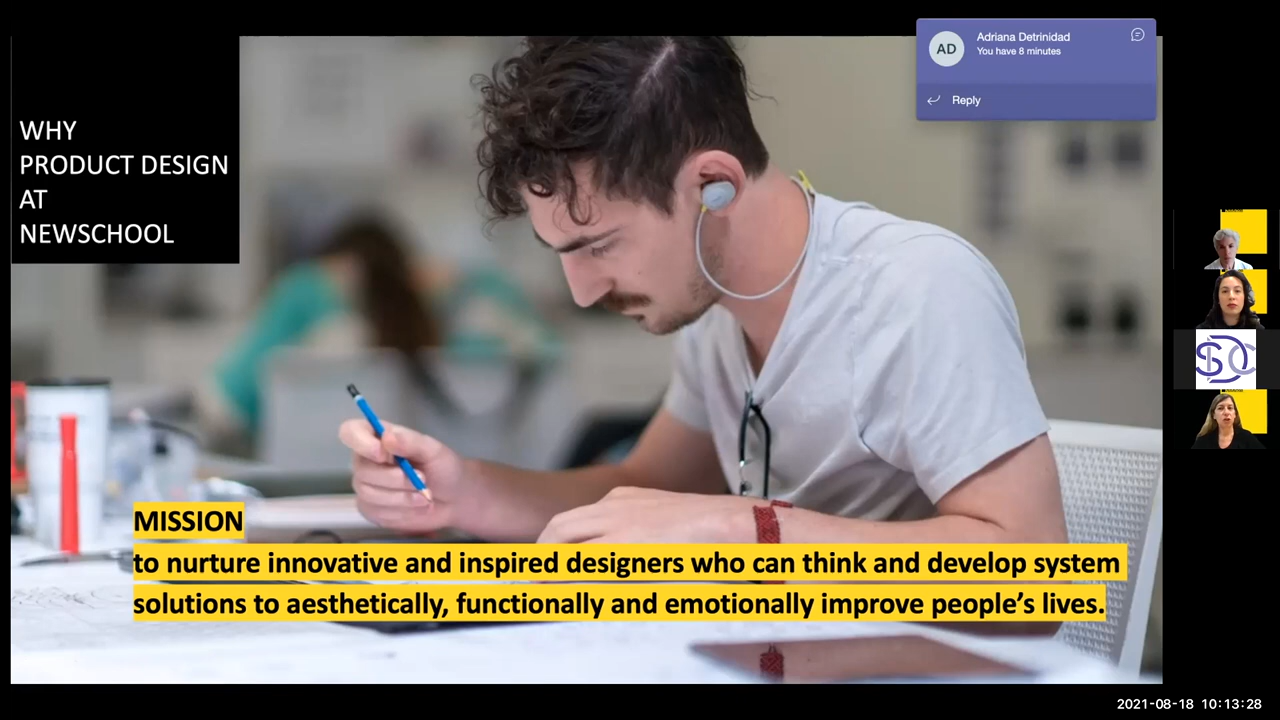 WHY
PRODUCT DESIGN
AT
NEWSCHOOL
AD
Adriana Detrinidad
You have 8 minutes
Reply
SDC
MISSION
to nurture innovative and inspired designers who can think and develop system
solutions to aesthetically, functionally and emotionally improve people's lives.
2021-08-18 10:13:28